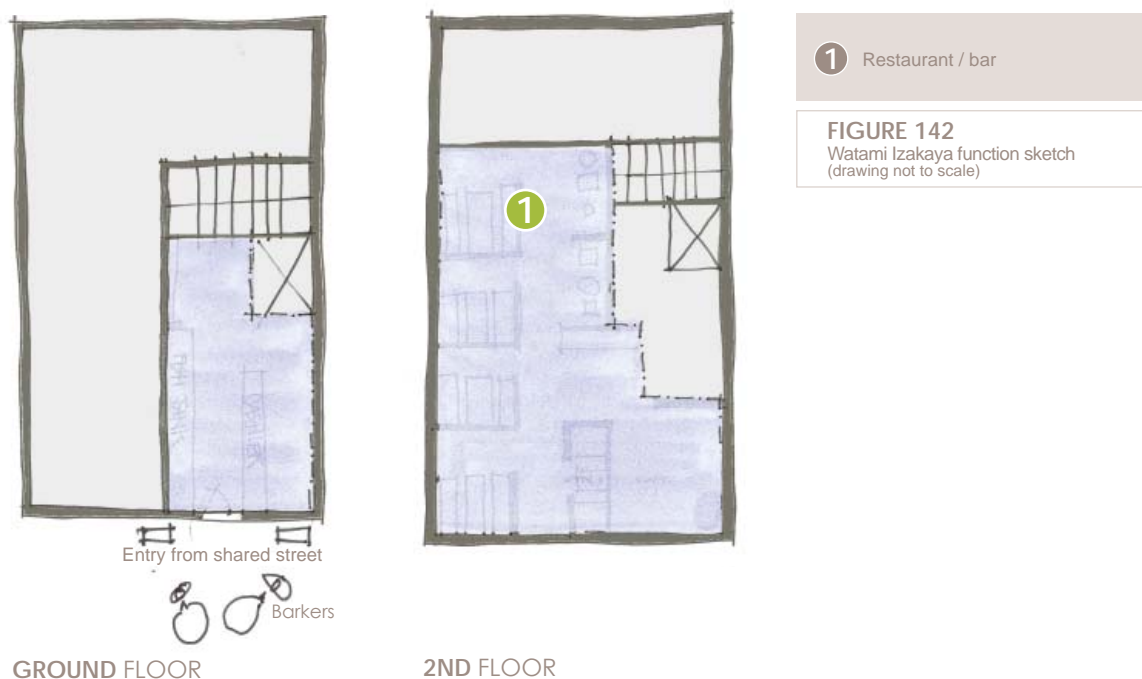 1
Restaurant / bar
FIGURE 142
Watami Izakaya function sketch
(drawing not to scale)
1
CASHIER
Entry from shared street
Barkers
GROUND FLOOR
2ND FLOOR